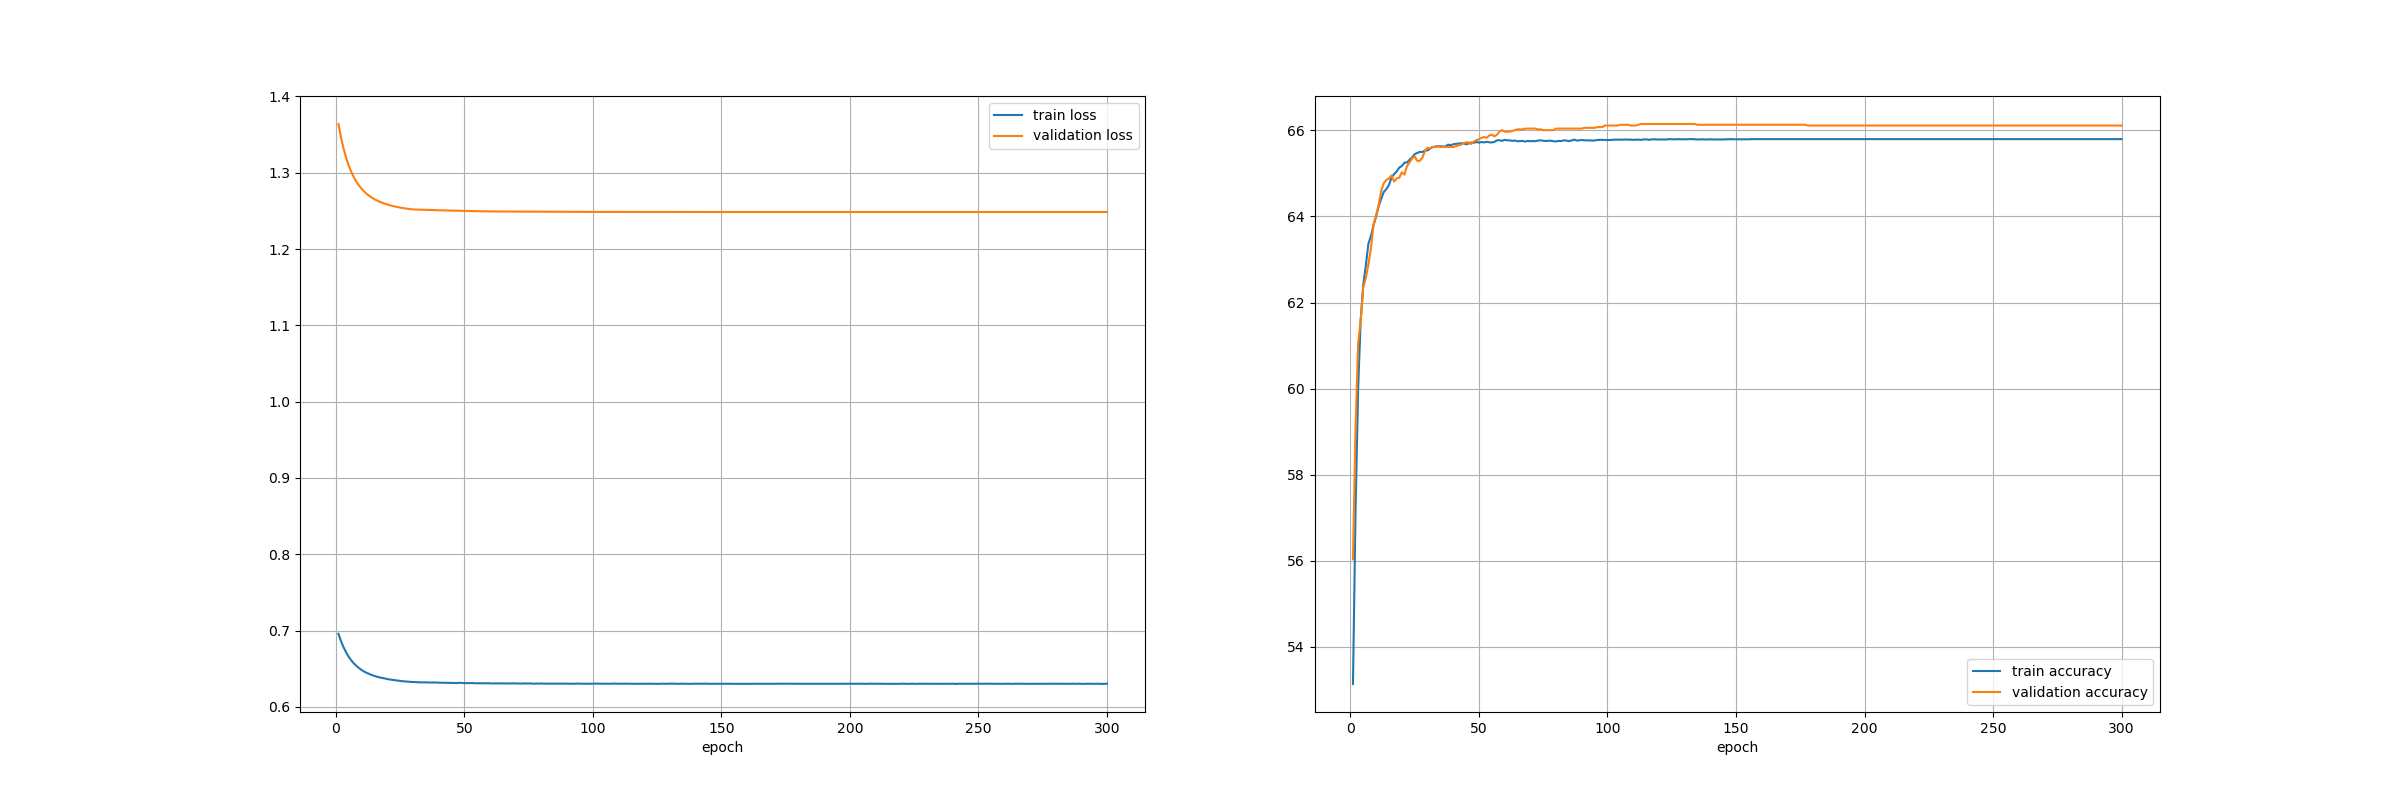 1.4
1.3
1.2
1.1
1.0
0.9
0.8
0.7
0.6
0 50 100 150 200 250 300
epoch
train loss
validation loss
66
64
62
60
58
56
54
0 50 100 150 200 250 300
epoch
train accuracy
validation accuracy